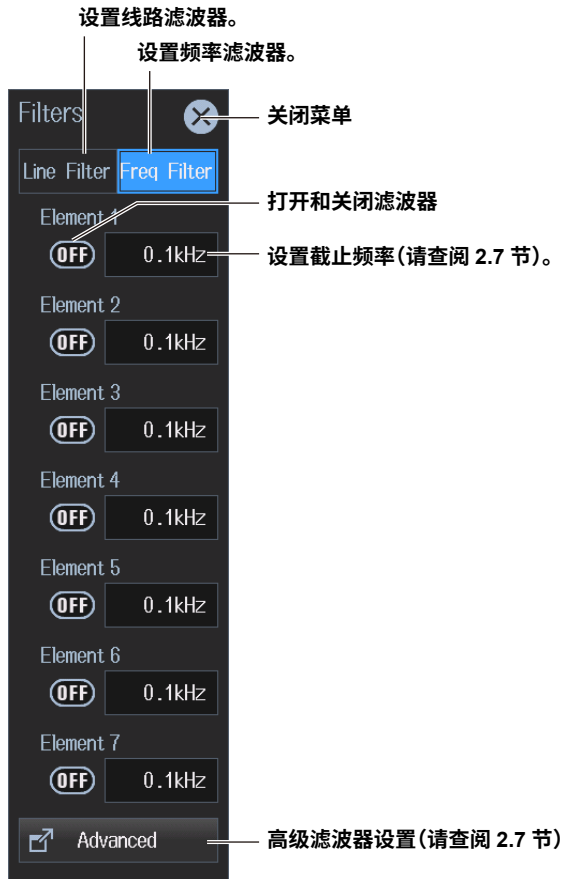 设置线路滤波器。
设置频率滤波器。
Filters
关闭菜单
Line Filter Freq Filter
打开和关闭滤波器
Element 1
OFF 0.1kHz
设置截止频率（请查阅 2.7 节）。
Element 2
OFF 0.1kHz
Element 3
OFF 0.1kHz
Element 4
OFF 0.1kHz
Element 5
OFF 0.1kHz
Element 6
OFF 0.1kHz
Element 7
OFF 0.1kHz
Advanced
高级滤波器设置（请查阅 2.7 节）